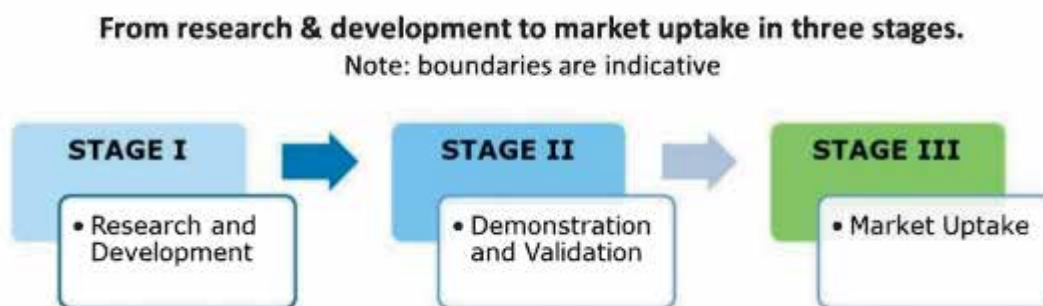 From research & development to market uptake in three stages.
Note: boundaries are indicative
STAGE I
• Research and
Development
STAGE II
• Demonstration
and Validation
STAGE III
• Market Uptake